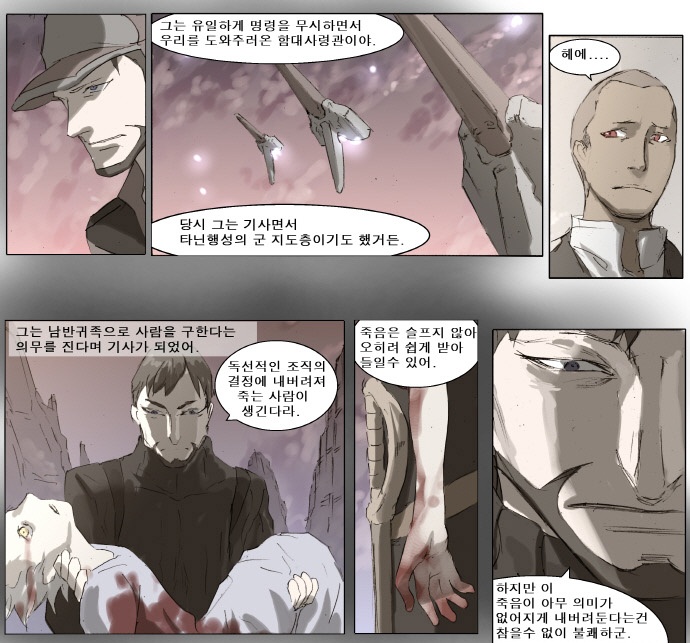 그는 유일하게 명령을 무시하면서
우리를 도와주러온 함대사령관이야.
당시 그는 기사면서
타닌행성의 군 지도층이기도 했거든.
헤에....
그는 남반귀족으로 사람을 구한다는
의무를 진다며 기사가 되었어.
독선적인 조직의
결정에 내버려져
죽는 사람이
생긴다라.
죽음은 슬프지 않아
오히려 쉽게 받아
들일수 있어.
하지만 이
죽음이 아무 의미가
없어지게 내버려둔다는건
참을수 없이 불쾌하군